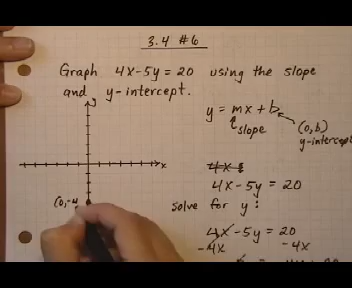 3.4 #6
Graph 4x-5y = 20 using the slope
and y-intercept.
y
y = mx + b
slope
(0, b)
y-intercept
x
4x
4x-5y = 20
solve for y:
(0,-4
4x-5y = 20
-4x -4x